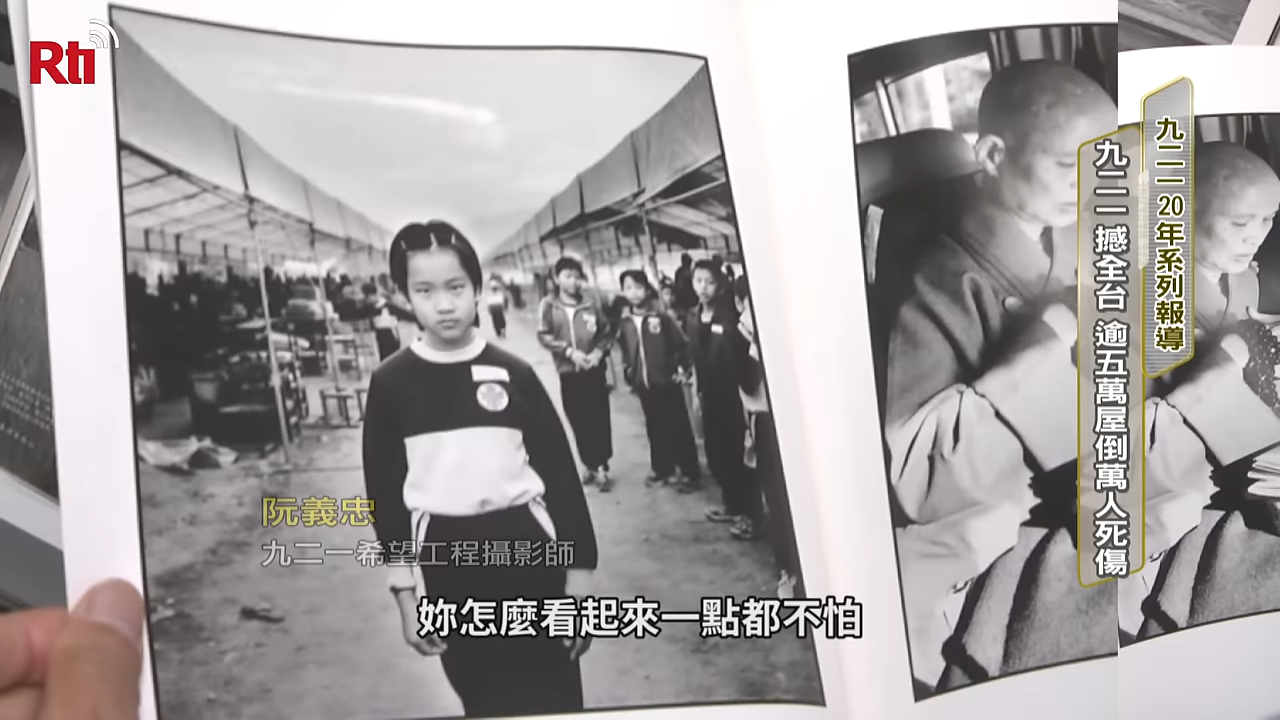 Rti
九二一20年系列報導
九二一撼全台 逾五萬屋倒萬人死傷
阮義忠
九二一希望工程攝影師
妳怎麼看起來一點都不怕